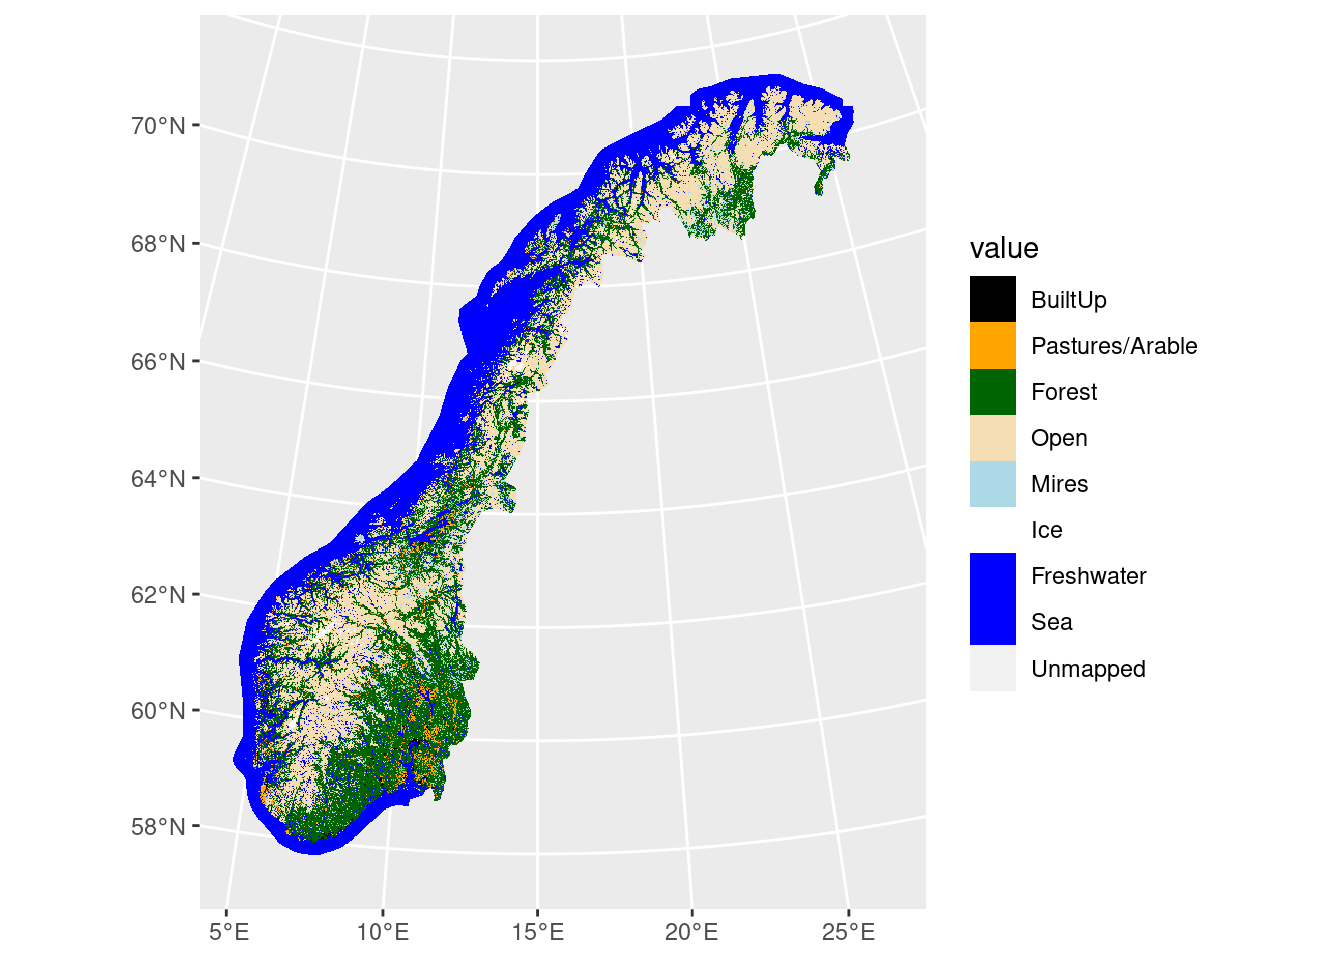 70°N
68°N
66°N
64°N
62°N
60°N
58°N
5°E
10°E
15°E
20°E
25°E
value
BuiltUp
Pastures/Arable
Forest
Open
Mires
Ice
Freshwater
Sea
Unmapped